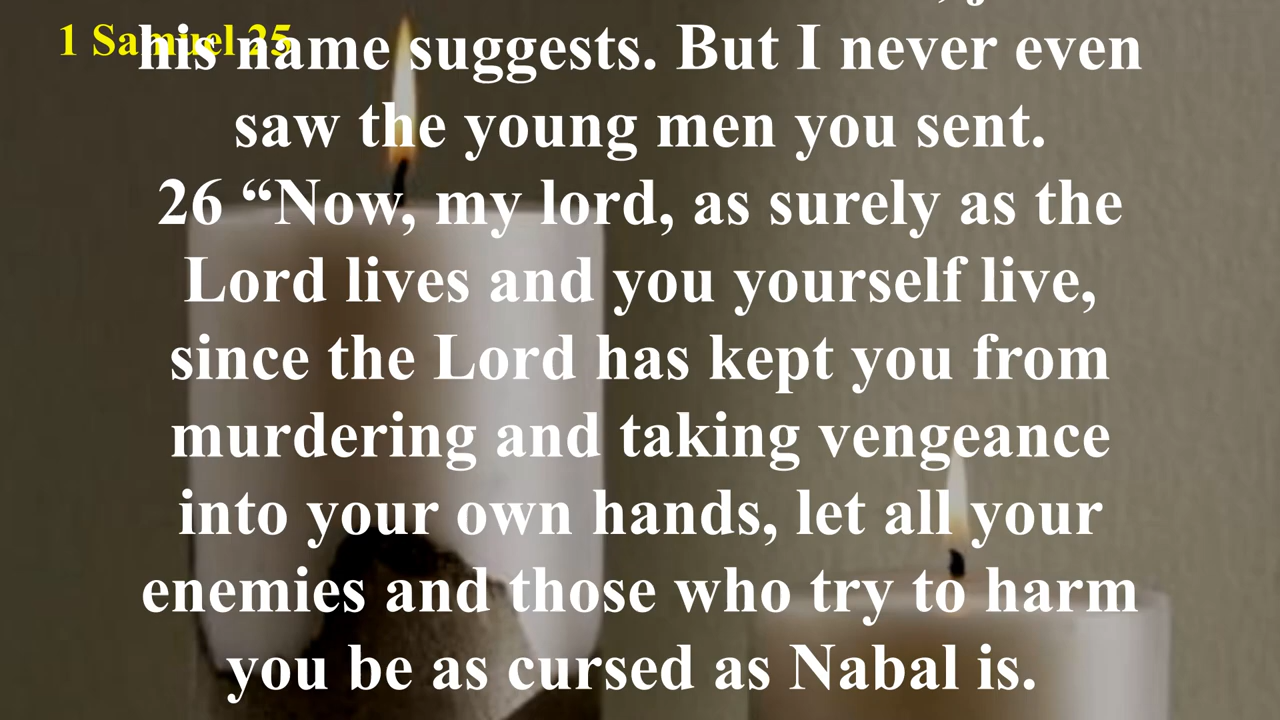 1 Samuel 25
his name suggests. But I never even
saw the young men you sent.
26 “Now, my lord, as surely as the
Lord lives and you yourself live,
since the Lord has kept you from
murdering and taking vengeance
into your own hands, let all your
enemies and those who try to harm
you be as cursed as Nabal is.